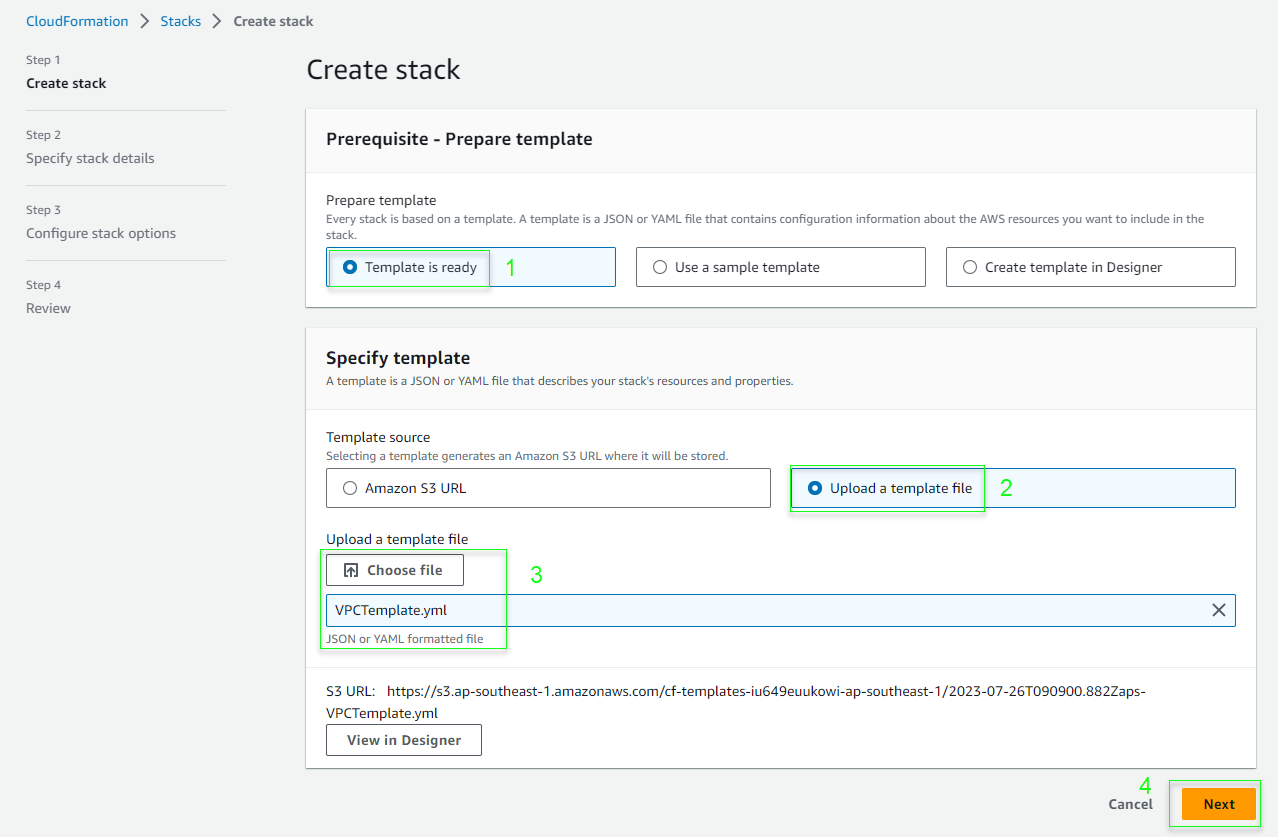 CloudFormation > Stacks > Create stack
Step 1
Create stack
Step 2
Specify stack details
Step 3
Configure stack options
Step 4
Review
Create stack
Prerequisite - Prepare template
Prepare template
Every stack is based on a template. A template is a JSON or YAML file that contains configuration information about the AWS resources you want to include in the
stack.
Template is ready 1 Use a sample template Create template in Designer
Specify template
A template is a JSON or YAML file that describes your stack's resources and properties.
Template source
Selecting a template generates an Amazon S3 URL where it will be stored.
Amazon S3 URL Upload a template file 2
Upload a template file
Choose file 3
VPCTemplate.yml
JSON or YAML formatted file
S3 URL: https://s3.ap-southeast-1.amazonaws.com/cf-templates-iu649euukowi-ap-southeast-1/2023-07-26T090900.882Zaps-
VPCTemplate.yml
View in Designer
4
Cancel Next